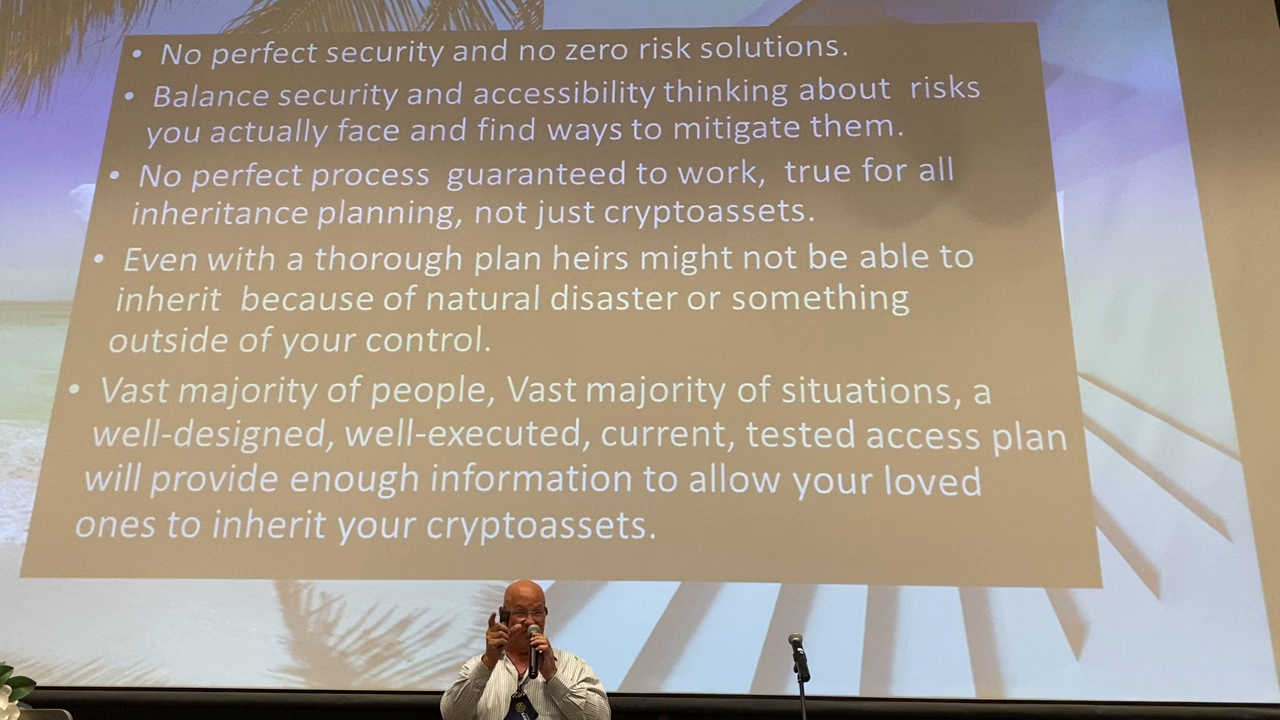 • No perfect security and no zero risk solutions.
• Balance security and accessibility thinking about risks
you actually face and find ways to mitigate them.
• No perfect process guaranteed to work, true for all
inheritance planning, not just cryptoassets.
• Even with a thorough plan heirs might not be able to
inherit because of natural disaster or something
outside of your control.
• Vast majority of people, Vast majority of situations, a
well-designed, well-executed, current, tested access plan
will provide enough information to allow your loved
ones to inherit your cryptoassets.